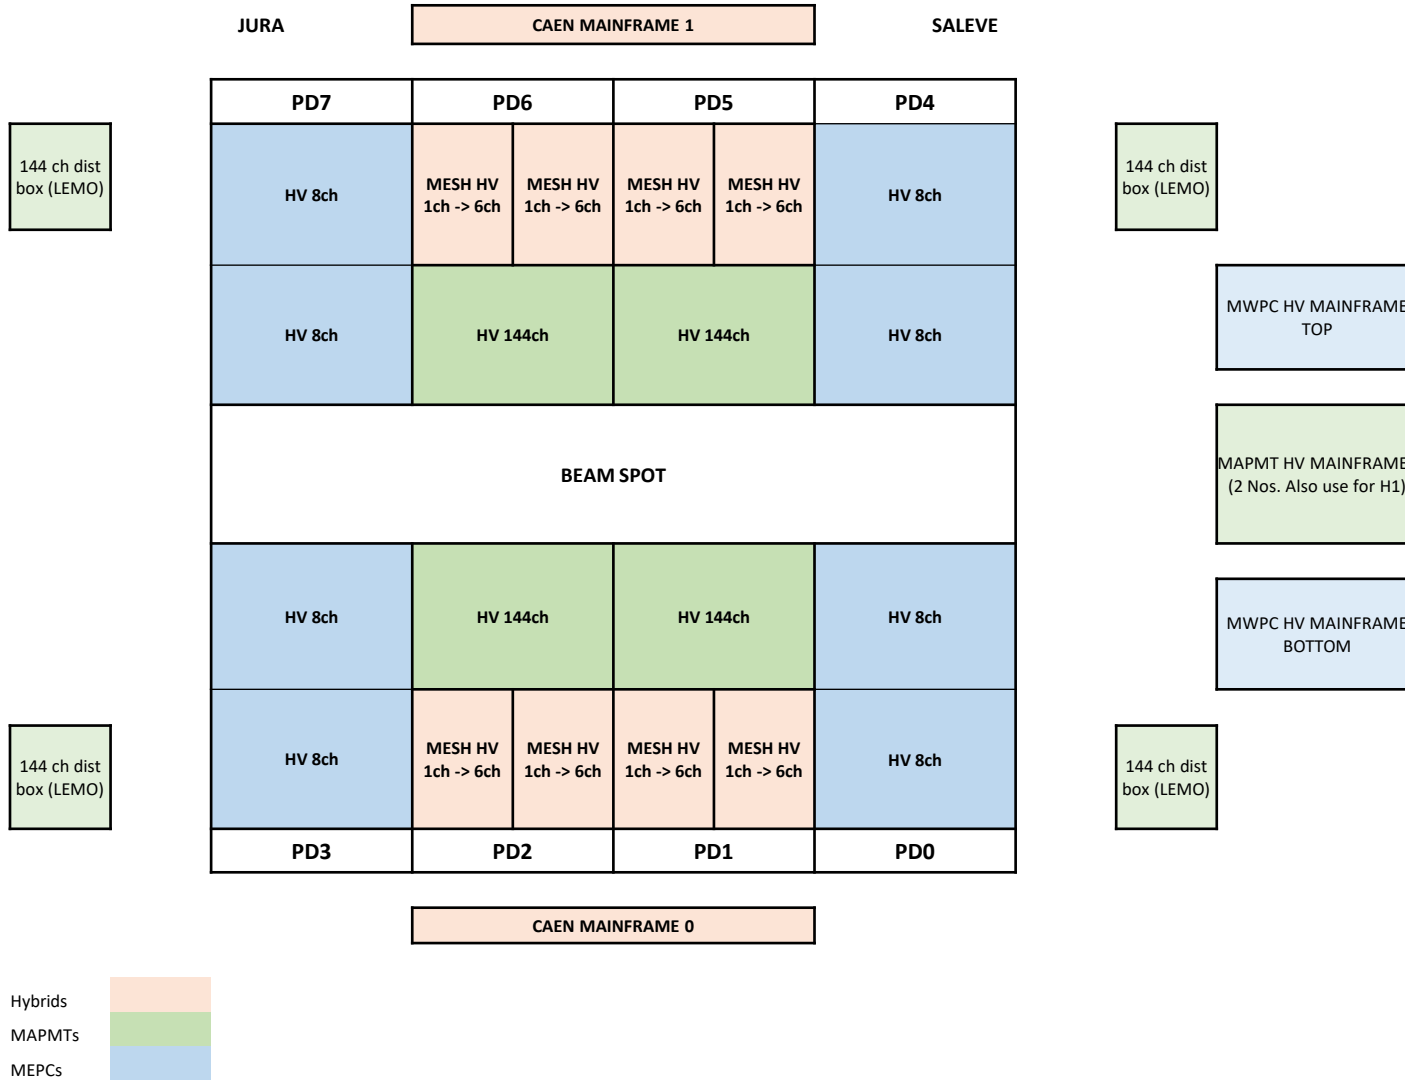 JURA
CAEN MAINFRAME 1
SALEVE
PD7
PD6
PD5
PD4
144 ch dist
box (LEMO)
HV 8ch
MESH HV
1ch -> 6ch
MESH HV
1ch -> 6ch
MESH HV
1ch -> 6ch
MESH HV
1ch -> 6ch
HV 8ch
144 ch dist
box (LEMO)
HV 8ch
HV 144ch
HV 144ch
HV 8ch
MWPC HV MAINFRAME
TOP
BEAM SPOT
MAPMT HV MAINFRAME
(2 Nos. Also use for H1)
HV 8ch
HV 144ch
HV 144ch
HV 8ch
MWPC HV MAINFRAME
BOTTOM
144 ch dist
box (LEMO)
HV 8ch
MESH HV
1ch -> 6ch
MESH HV
1ch -> 6ch
MESH HV
1ch -> 6ch
MESH HV
1ch -> 6ch
HV 8ch
144 ch dist
box (LEMO)
PD3
PD2
PD1
PD0
CAEN MAINFRAME 0
Hybrids
MAPMTs
MEPCs